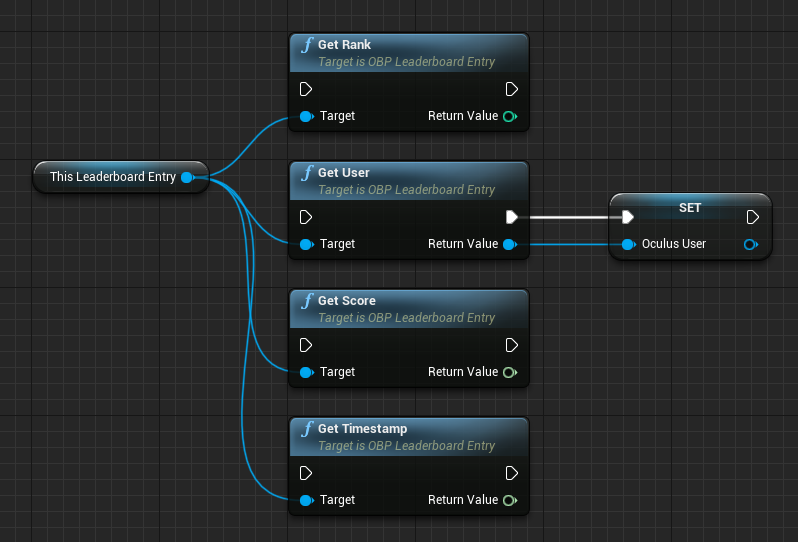 Get Rank
Target is OBP Leaderboard Entry
Target
Return Value
This Leaderboard Entry
Get User
Target is OBP Leaderboard Entry
Target
Return Value
SET
Oculus User
Get Score
Target is OBP Leaderboard Entry
Target
Return Value
Get Timestamp
Target is OBP Leaderboard Entry
Target
Return Value